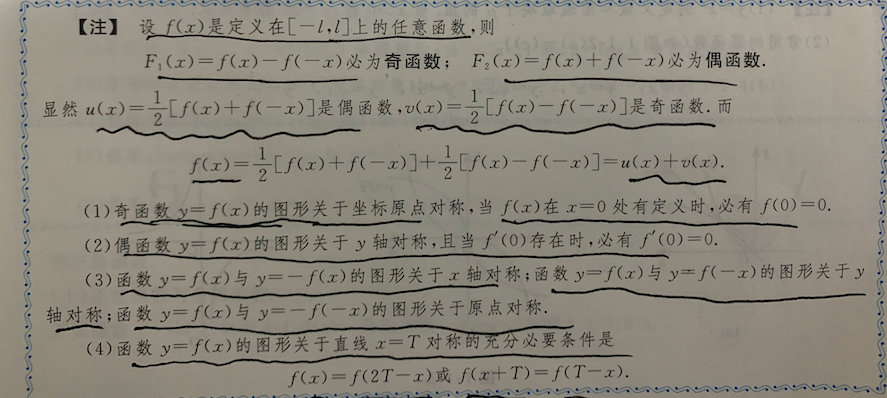 【注】 设 f(x)是定义在[-l,l]上的任意函数,则
F₁(x)=f(x)-f(-x)必为奇函数; F₂(x)=f(x)+f(-x)必为偶函数.
显然 u(x)=1/2[f(x)+f(-x)]是偶函数,v(x)=1/2[f(x)-f(-x)]是奇函数.而
f(x)=1/2[f(x)+f(-x)]+1/2[f(x)-f(-x)]=u(x)+v(x).
(1)奇函数 y=f(x)的图形关于坐标原点对称,当 f(x)在 x=0 处有定义时,必有 f(0)=0.
(2)偶函数 y=f(x)的图形关于 y 轴对称,且当 f′(0)存在时,必有 f′(0)=0.
(3)函数 y=f(x)与 y=-f(x)的图形关于 x 轴对称;函数 y=f(x)与 y=f(-x)的图形关于 y
轴对称;函数 y=f(x)与 y=-f(-x)的图形关于原点对称.
(4)函数 y=f(x)的图形关于直线 x=T 对称的充分必要条件是
f(x)=f(2T-x)或 f(x+T)=f(T-x).